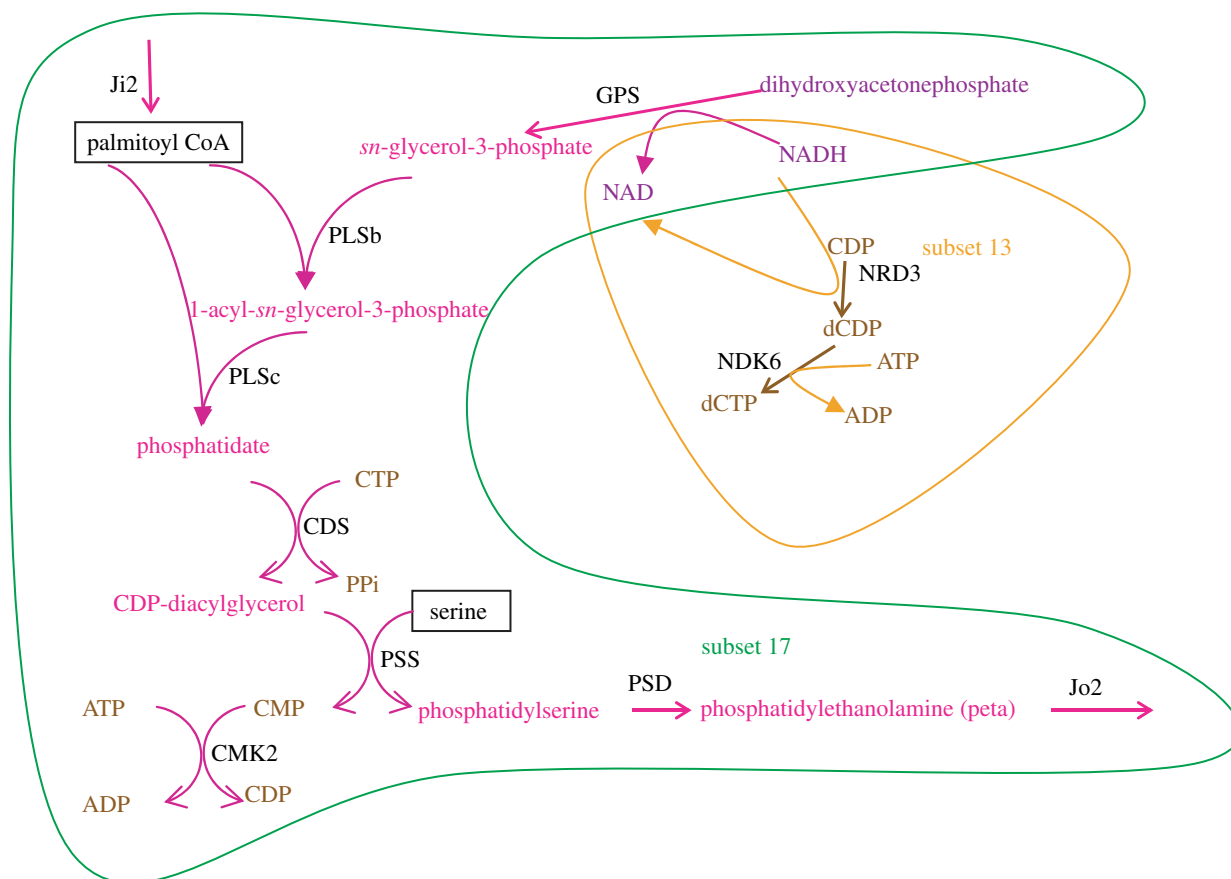 Ji2
dihydroxyacetonephosphate
GPS
palmitoyl CoA
sn-glycerol-3-phosphate
NADH
NAD
PLSb
CDP
subset 13
NRD3
1-acyl-sn-glycerol-3-phosphate
dCDP
NDK6
ATP
PLSc
dCTP
ADP
phosphatidate
CTP
CDS
PPi
CDP-diacylglycerol
serine
subset 17
PSS
PSD
Jo2
ATP
CMP
phosphatidylserine
phosphatidylethanolamine (peta)
CMK2
ADP
CDP